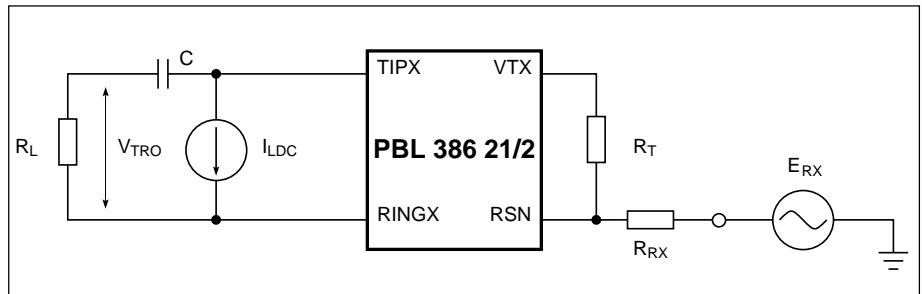 C
TIPX VTX
R_L V_TRO I_LDC PBL 386 21/2 R_T
E_RX
RINGX RSN
R_RX